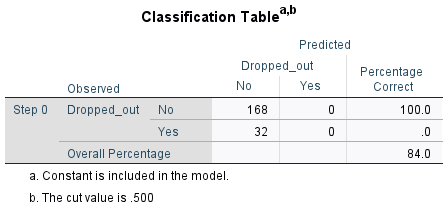 Classification Table a,b
Predicted
Dropped_out Percentage Correct
Observed No Yes
Step 0 Dropped_out No 168 0 100.0
Yes 32 0 .0
Overall Percentage 84.0
a. Constant is included in the model.
b. The cut value is .500